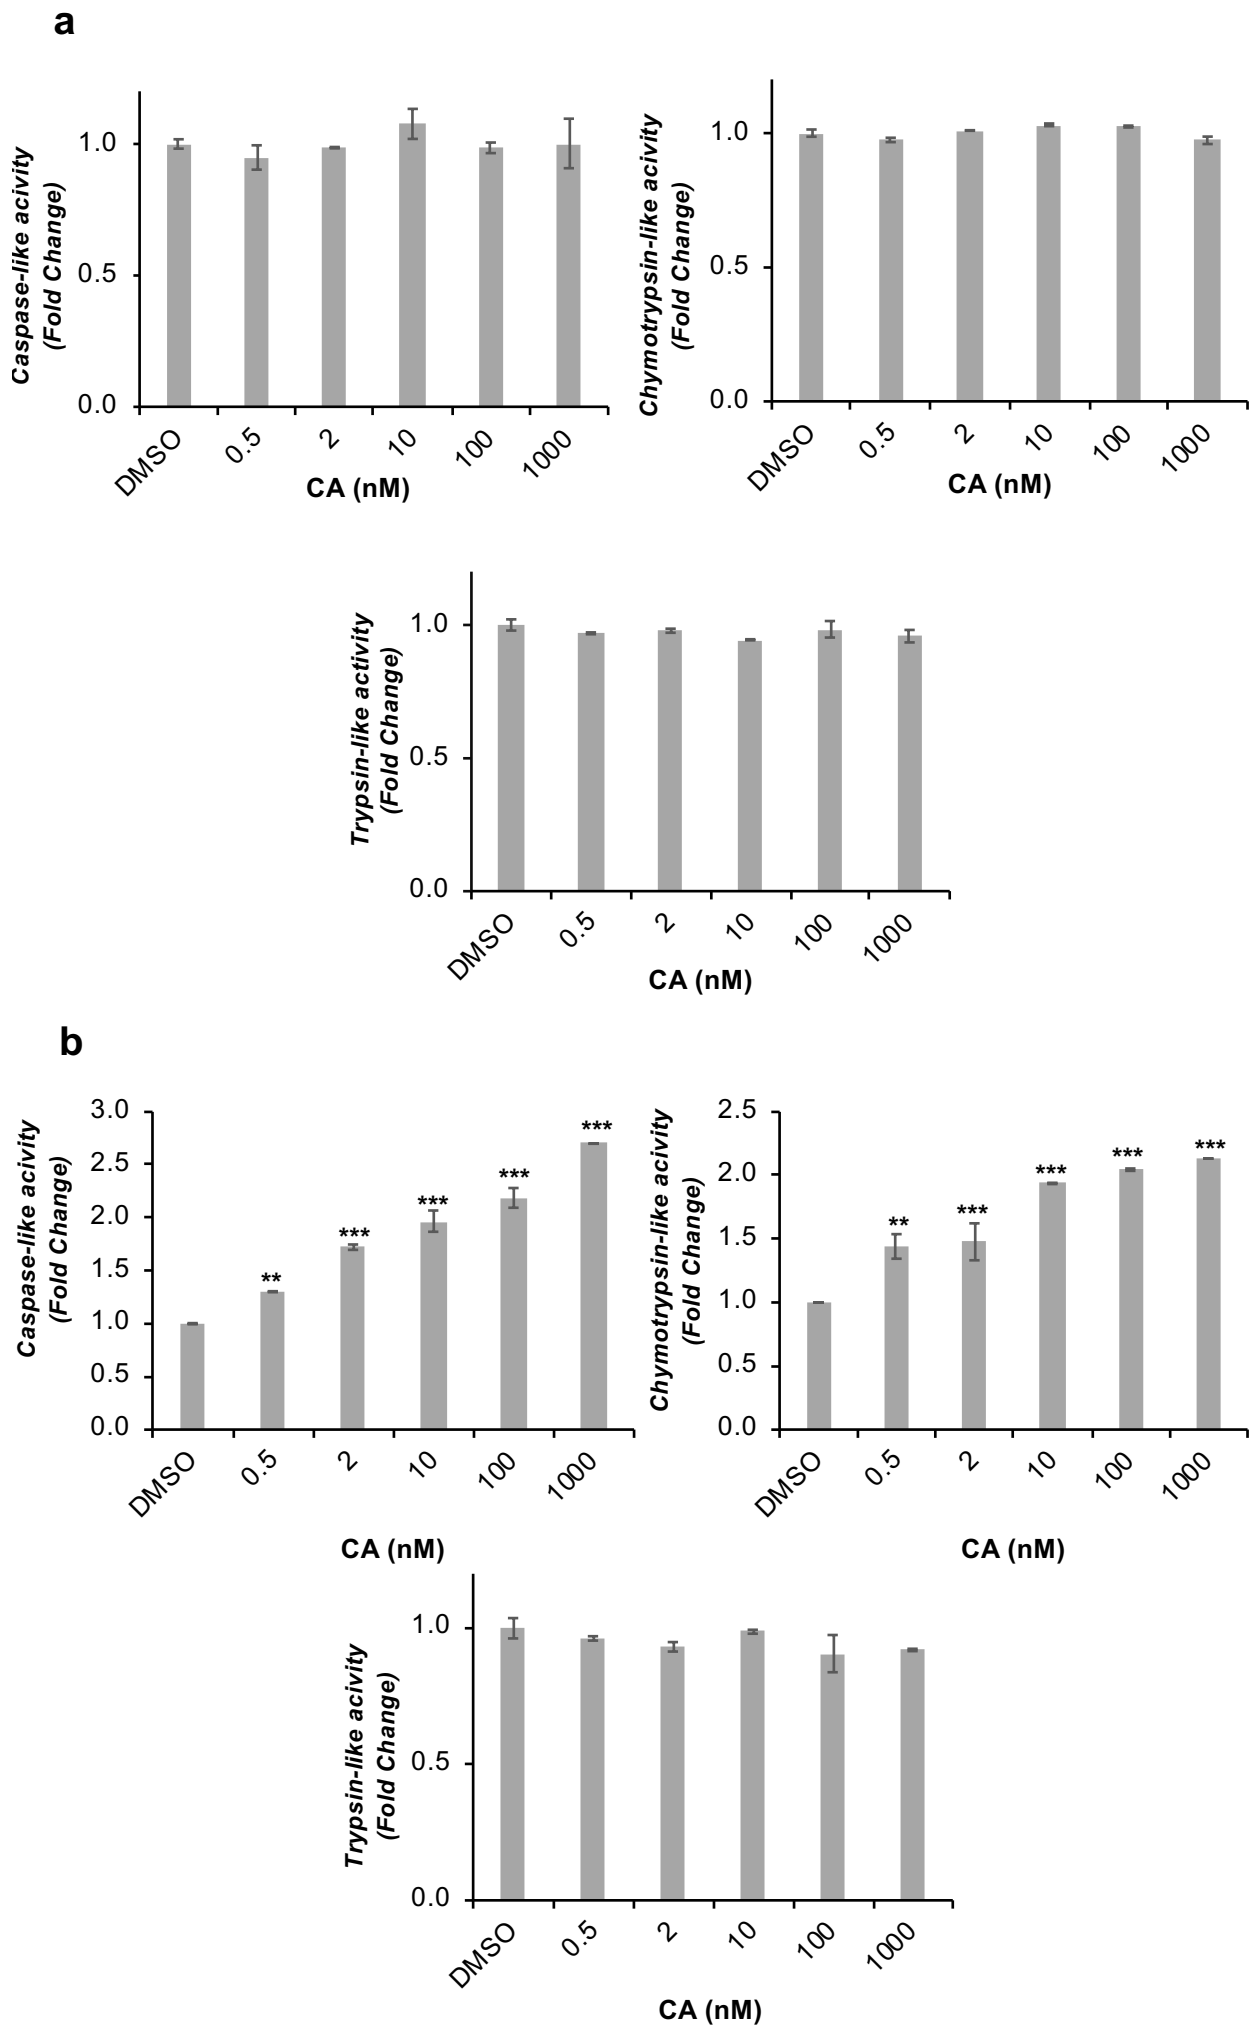 a
Caspase-like acivity
(Fold Change)
1.0
0.5
0.0
DMSO 0.5 2 10 100 1000
CA (nM)
Chymotrypsin-like acivity
(Fold Change)
1.0
0.5
0.0
DMSO 0.5 2 10 100 1000
CA (nM)
Trypsin-like activity
(Fold Change)
1.0
0.5
0.0
DMSO 0.5 2 10 100 1000
CA (nM)
b
Caspase-like acivity
(Fold Change)
3.0
2.5
2.0
1.5
1.0
0.5
0.0
** *** *** *** ***
DMSO 0.5 2 10 100 1000
CA (nM)
Chymotrypsin-like acivity
(Fold Change)
2.5
2.0
1.5
1.0
0.5
0.0
** *** *** *** ***
DMSO 0.5 2 10 100 1000
CA (nM)
Trypsin-like acivity
(Fold Change)
1.0
0.5
0.0
DMSO 0.5 2 10 100 1000
CA (nM)